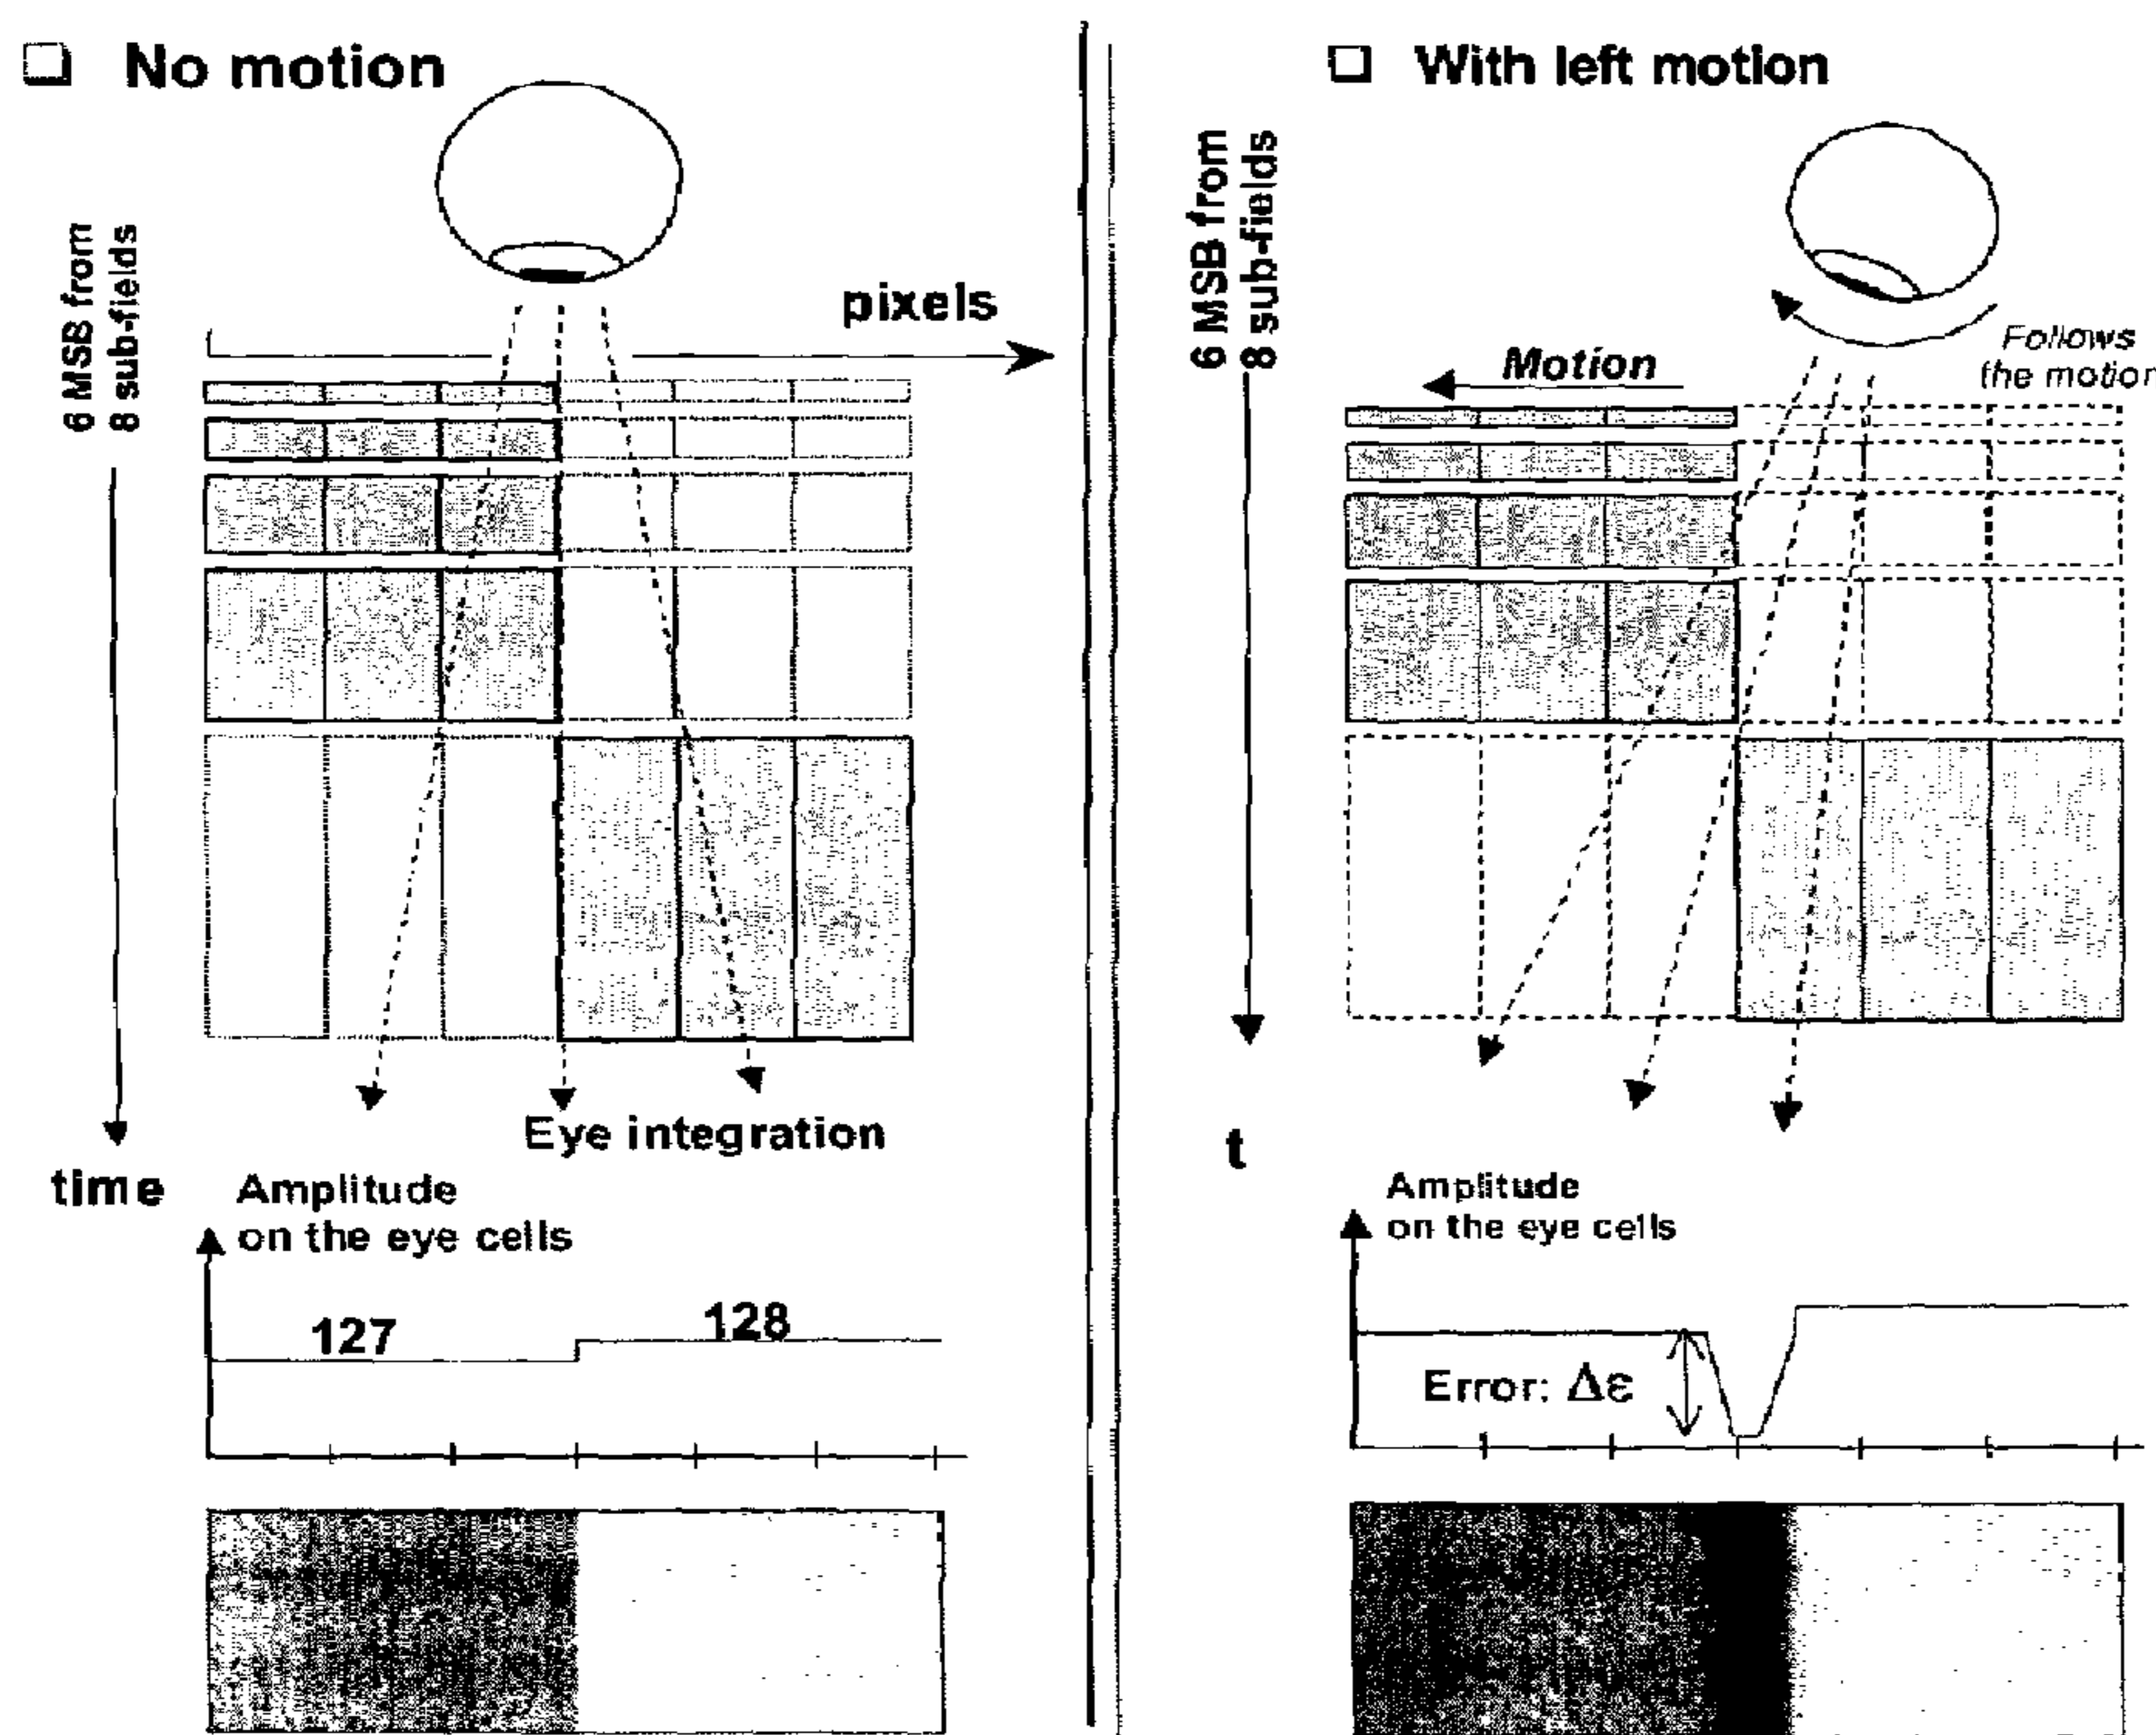 No motion
6 MSB from
8 sub-fields
pixels
Eye integration
time
Amplitude
on the eye cells
127
128
With left motion
6 MSB from
8 sub-fields
Motion
Follows
the motion
t
Amplitude
on the eye cells
Error: Δε